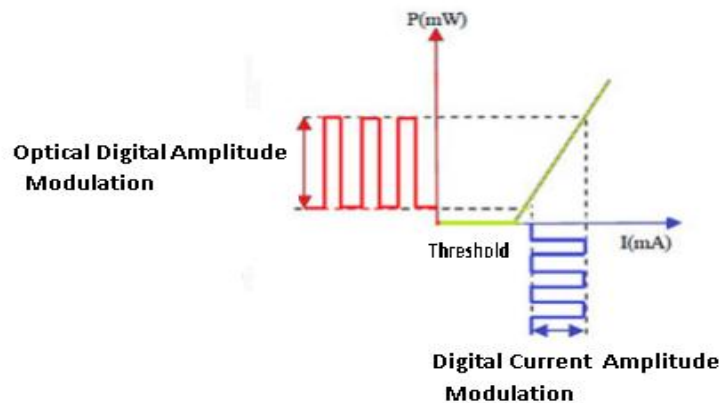 P(mW)
Optical Digital Amplitude
Modulation
Threshold
I(mA)
Digital Current Amplitude
Modulation